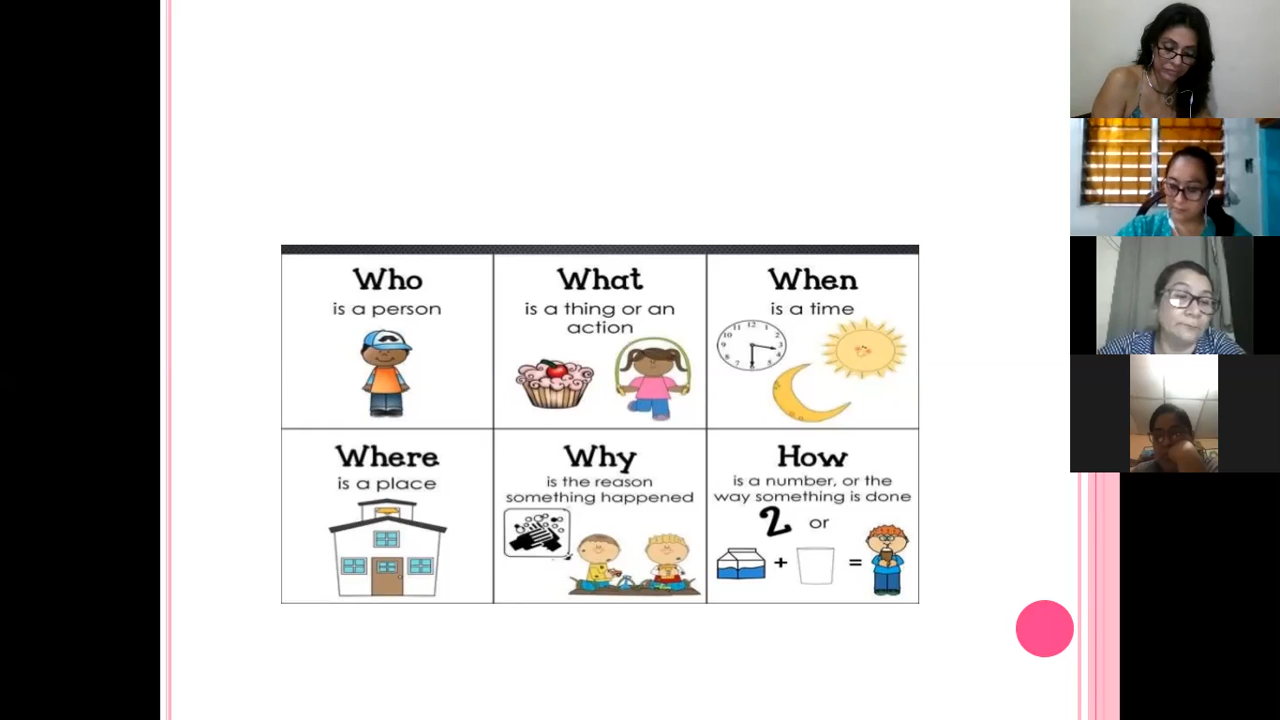 Who
is a person
What
is a thing or an
action
When
is a time
Where
is a place
Why
is the reason
something happened
How
is a number, or the
way something is done
2 or
+ =